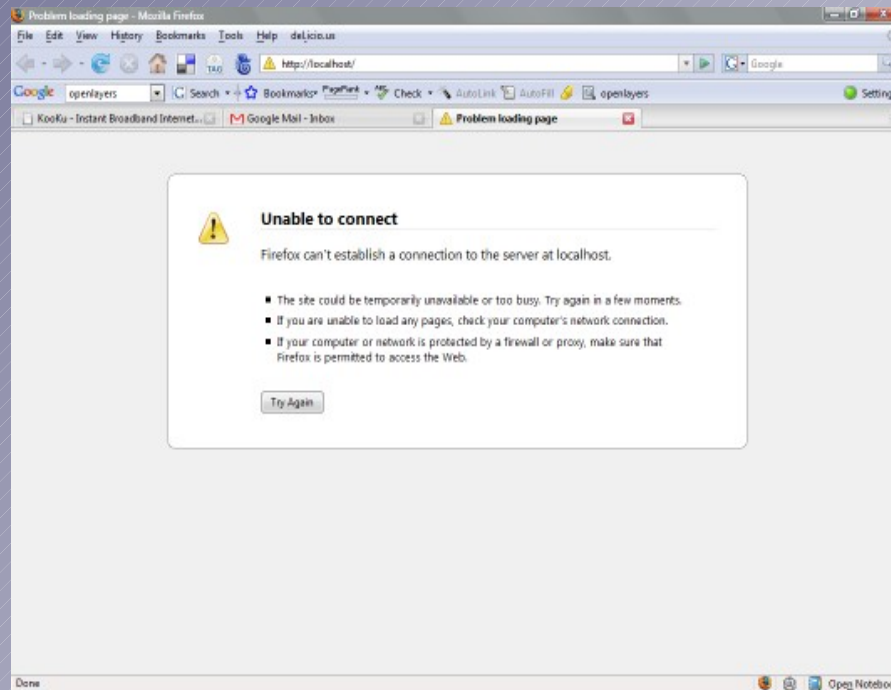 Problem loading page - Mozilla Firefox
File Edit View History Bookmarks Tools Help del.icio.us
TAG http://localhost/ G Google
Google openlayers G Search Bookmarks PageRank Check AutoLink AutoFill openlayers Setting
KooKu - Instant Broadband Internet... Google Mail - Inbox Problem loading page
Unable to connect
Firefox can't establish a connection to the server at localhost.
The site could be temporarily unavailable or too busy. Try again in a few moments.
If you are unable to load any pages, check your computer's network connection.
If your computer or network is protected by a firewall or proxy, make sure that
Firefox is permitted to access the Web.
Try Again
Done Open Noteboo